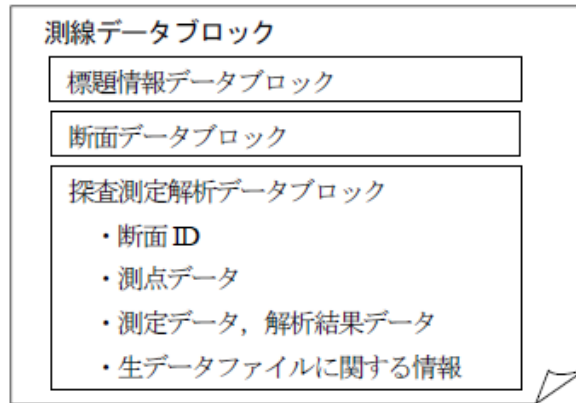 測線データブロック
標題情報データブロック
断面データブロック
探査測定解析データブロック
・断面 ID
・測点データ
・測定データ，解析結果データ
・生データファイルに関する情報